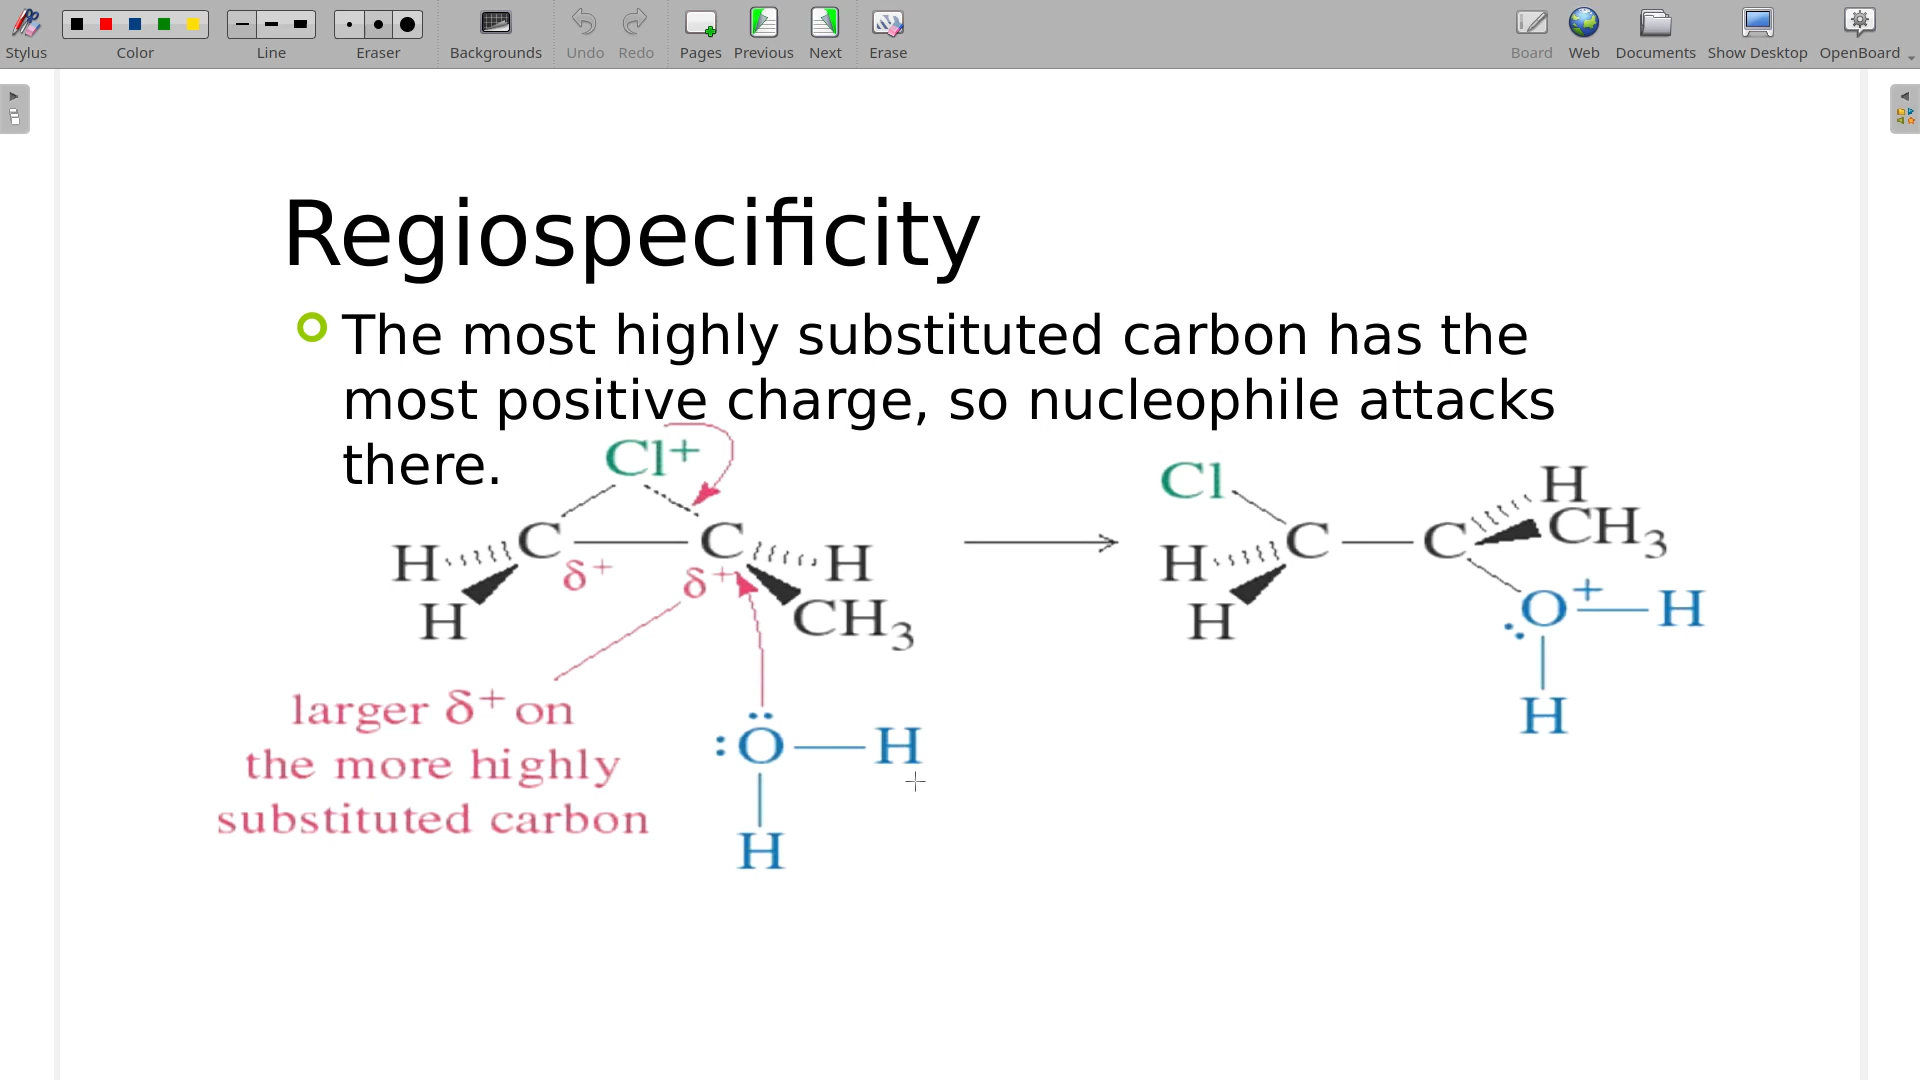 Stylus Color Line Eraser Backgrounds Undo Redo Pages Previous Next Erase Board Web Documents Show Desktop OpenBoard
Regiospecificity
The most highly substituted carbon has the
most positive charge, so nucleophile attacks
there.
Cl+
Cl
H
H C C H
δ+ δ+
H CH3
H C C CH3
H
O+ H
H
larger δ+ on
the more highly
substituted carbon
:Ö H
H